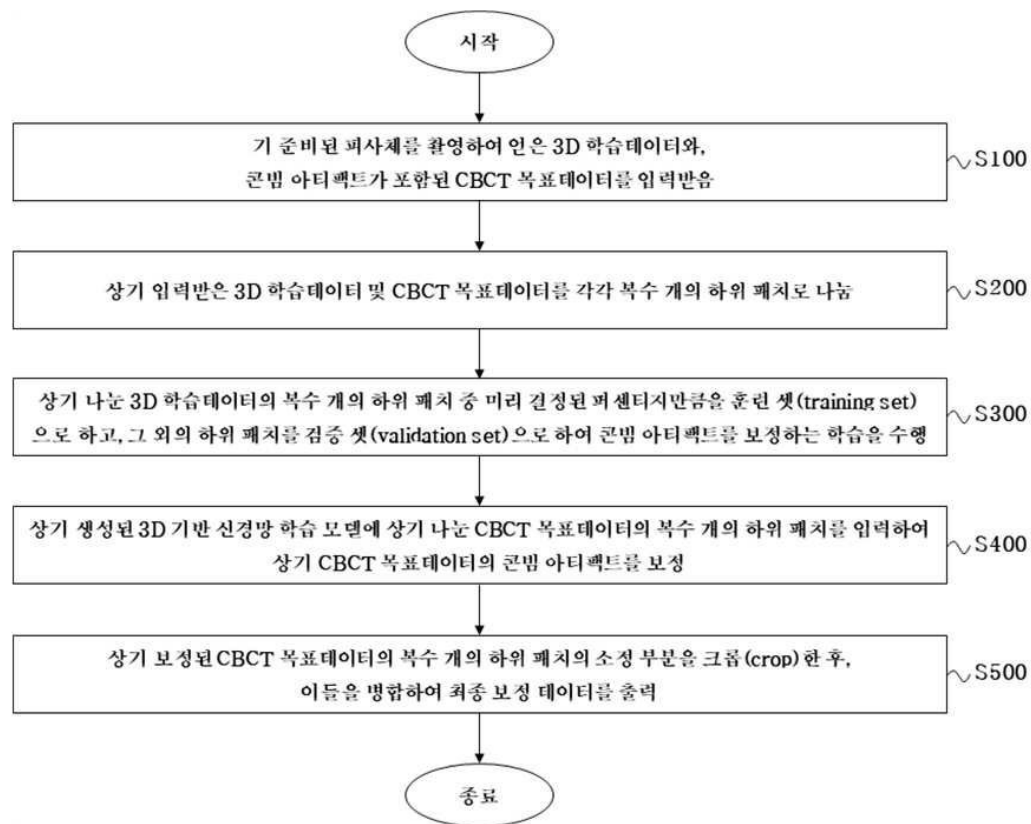 시작
기 준비된 피사체를 촬영하여 얻은 3D 학습데이터와,
콘빔 아티팩트가 포함된 CBCT 목표데이터를 입력받음
S100
상기 입력받은 3D 학습데이터 및 CBCT 목표데이터를 각각 복수 개의 하위 패치로 나눔
S200
상기 나눈 3D 학습데이터의 복수 개의 하위 패치 중 미리 결정된 퍼센티지만큼을 훈련 셋(training set)
으로 하고, 그 외의 하위 패치를 검증 셋(validation set)으로 하여 콘빔 아티팩트를 보정하는 학습을 수행
S300
상기 생성된 3D 기반 신경망 학습 모델에 상기 나눈 CBCT 목표데이터의 복수 개의 하위 패치를 입력하여
상기 CBCT 목표데이터의 콘빔 아티팩트를 보정
S400
상기 보정된 CBCT 목표데이터의 복수 개의 하위 패치의 소정 부분을 크롭(crop)한 후,
이들을 병합하여 최종 보정 데이터를 출력
S500
종료